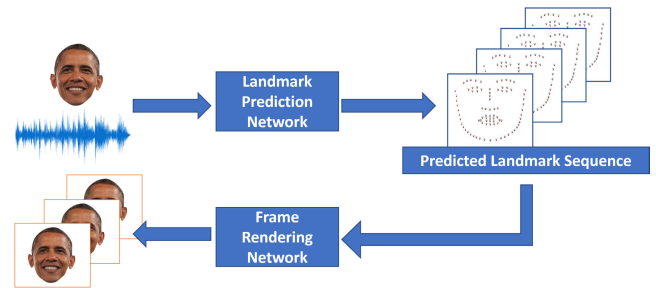 Landmark
Prediction
Network
Predicted Landmark Sequence
Frame
Rendering
Network